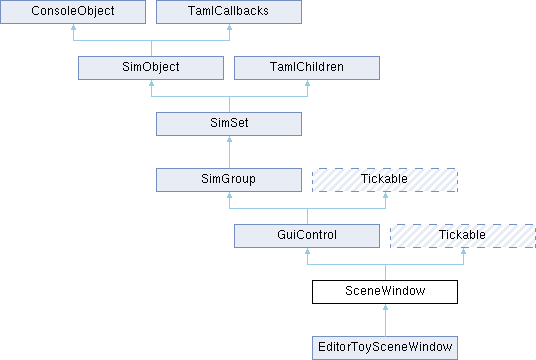 ConsoleObject
TamlCallbacks
SimObject
TamlChildren
SimSet
SimGroup
Tickable
GuiControl
Tickable
SceneWindow
EditorToySceneWindow